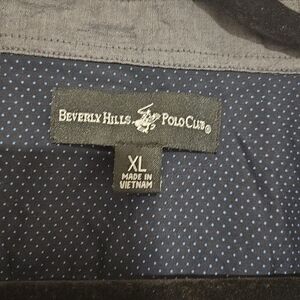 BEVERLY HILLS POLO CLUB®
XL
MADE IN
VIETNAM